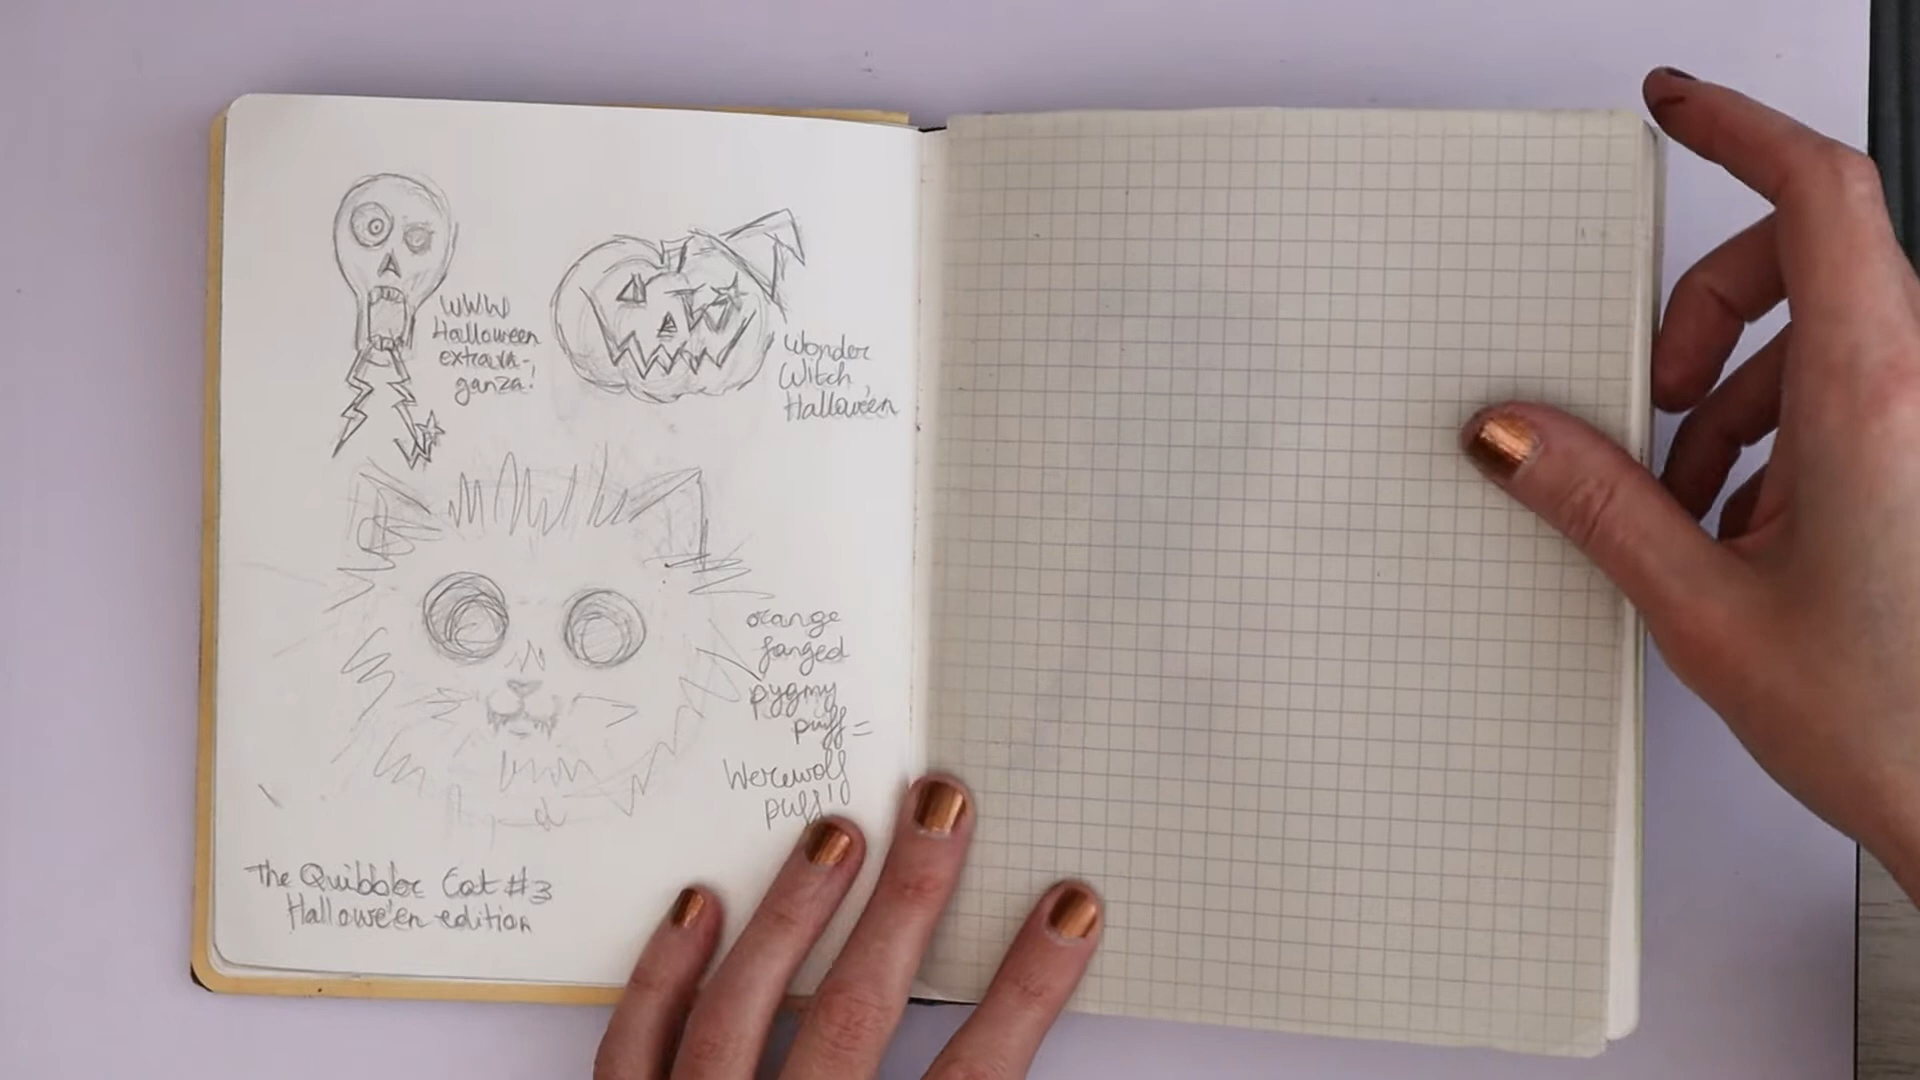 WWW
Halloween
extrava-
ganza!
Wonder
Witch
Hallowe'en
orange
fanged
pygmy
puff =
Werewolf
puff!
The Quibbler Cat #3
Hallowe'en edition